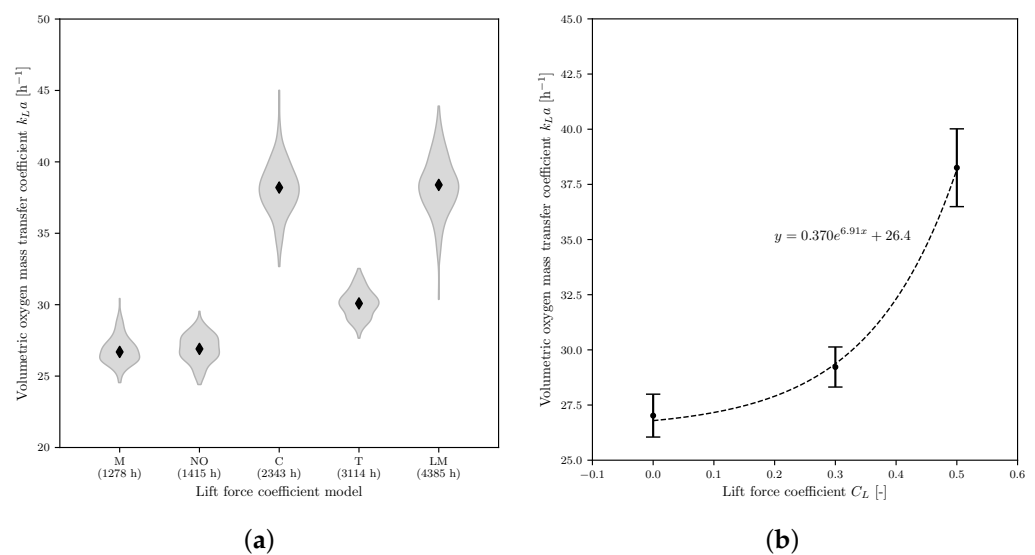 Volumetric oxygen mass transfer coefficient k_L a [h⁻¹]
50
45
40
35
30
25
20
M
(1278 h)
NO
(1415 h)
C
(2343 h)
T
(3114 h)
LM
(4385 h)
Lift force coefficient model
(a)
Volumetric oxygen mass transfer coefficient k_L a [h⁻¹]
45.0
42.5
40.0
37.5
35.0
32.5
30.0
27.5
25.0
y = 0.370e^{6.91x} + 26.4
−0.1 0.0 0.1 0.2 0.3 0.4 0.5 0.6
Lift force coefficient C_L [-]
(b)